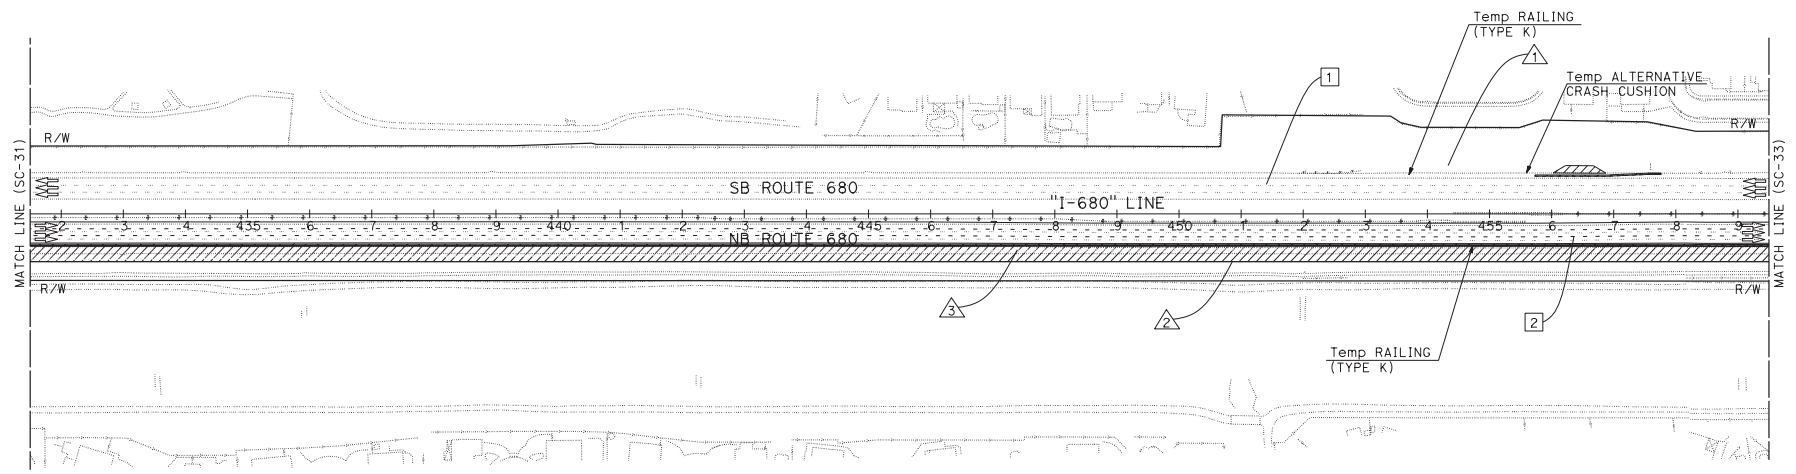 Temp RAILING
(TYPE K)
1
1
Temp ALTERNATIVE
CRASH CUSHION
R/W
R/W
MATCH LINE (SC-31)
MATCH LINE (SC-33)
SB ROUTE 680
"I-680" LINE
2 3 4 435 6 7 8 9 440 1 2 3 4 445 6 7 8 9 450 1 2 3 4 455 6 7 8 9
NB ROUTE 680
R/W
R/W
3
2
2
Temp RAILING
(TYPE K)